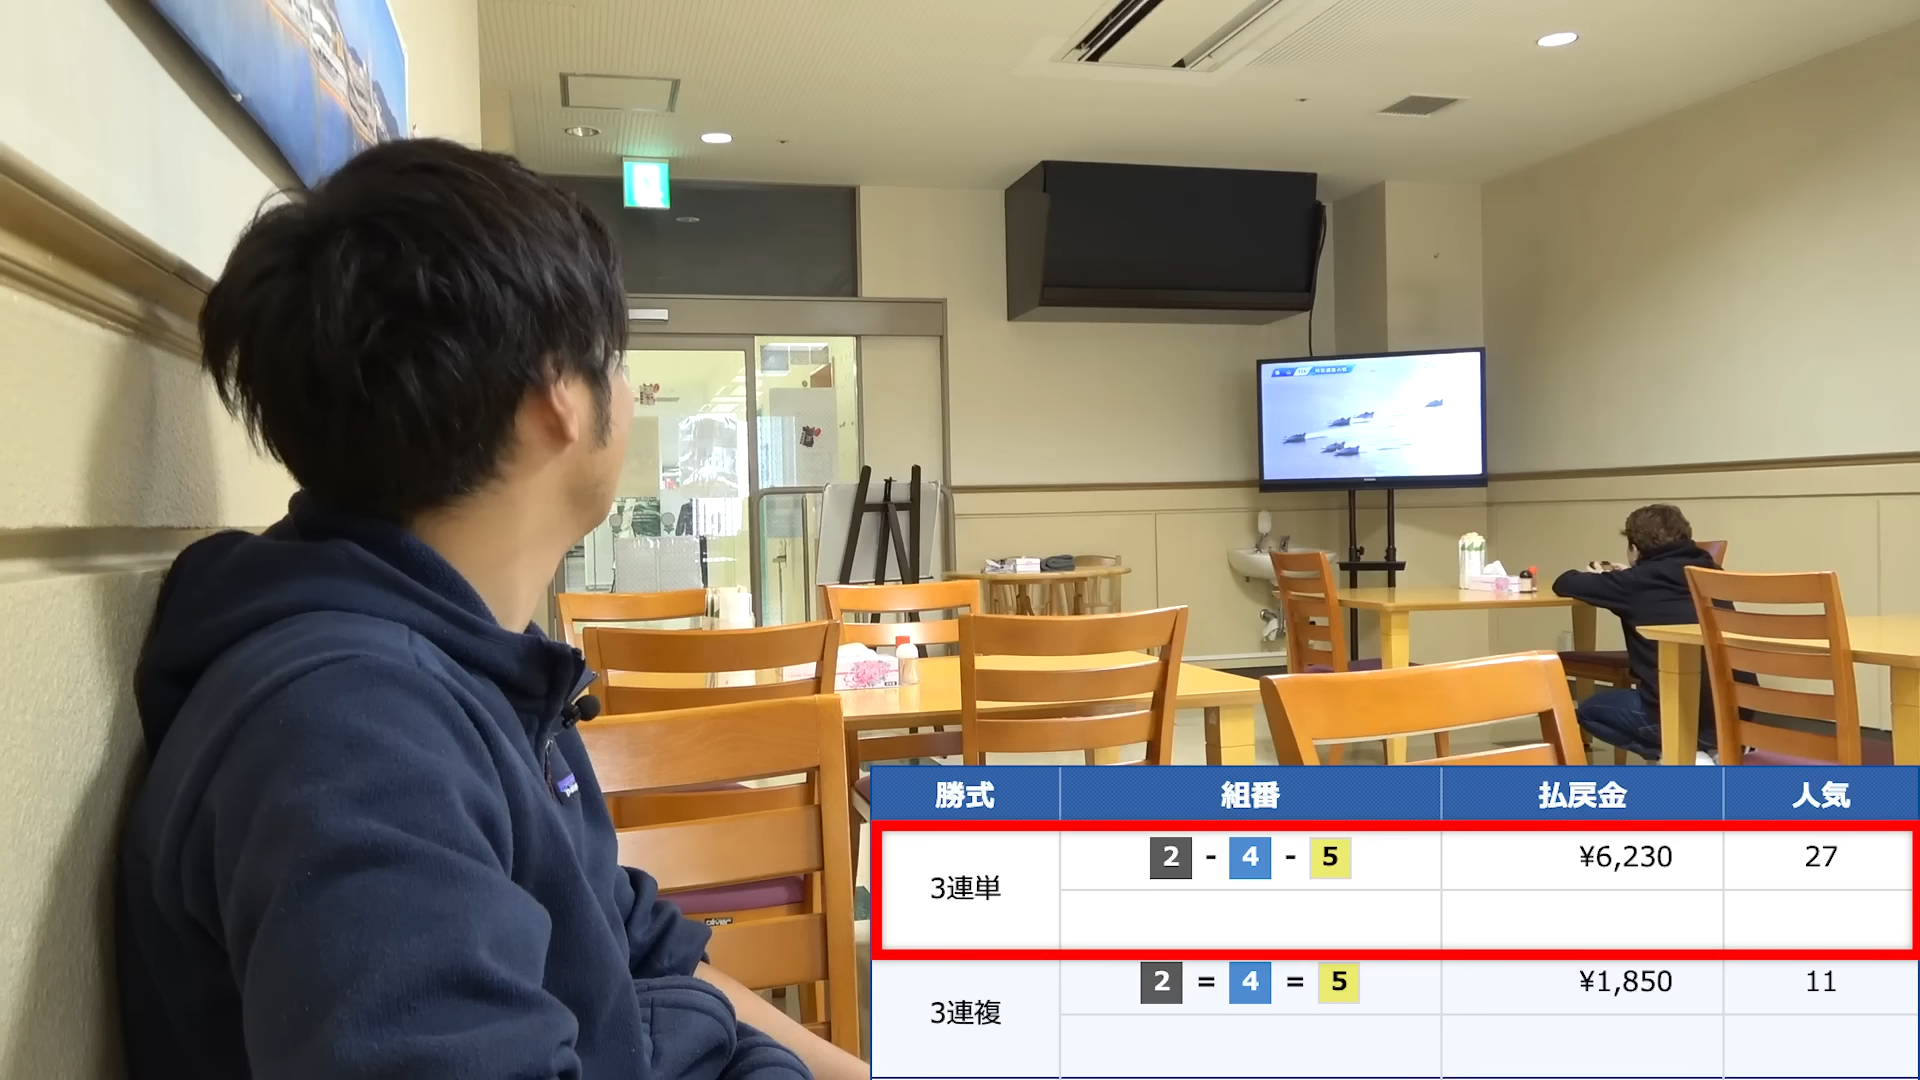 勝式 組番 払戻金 人気
3連単 2 - 4 - 5 ¥6,230 27
3連複 2 = 4 = 5 ¥1,850 11